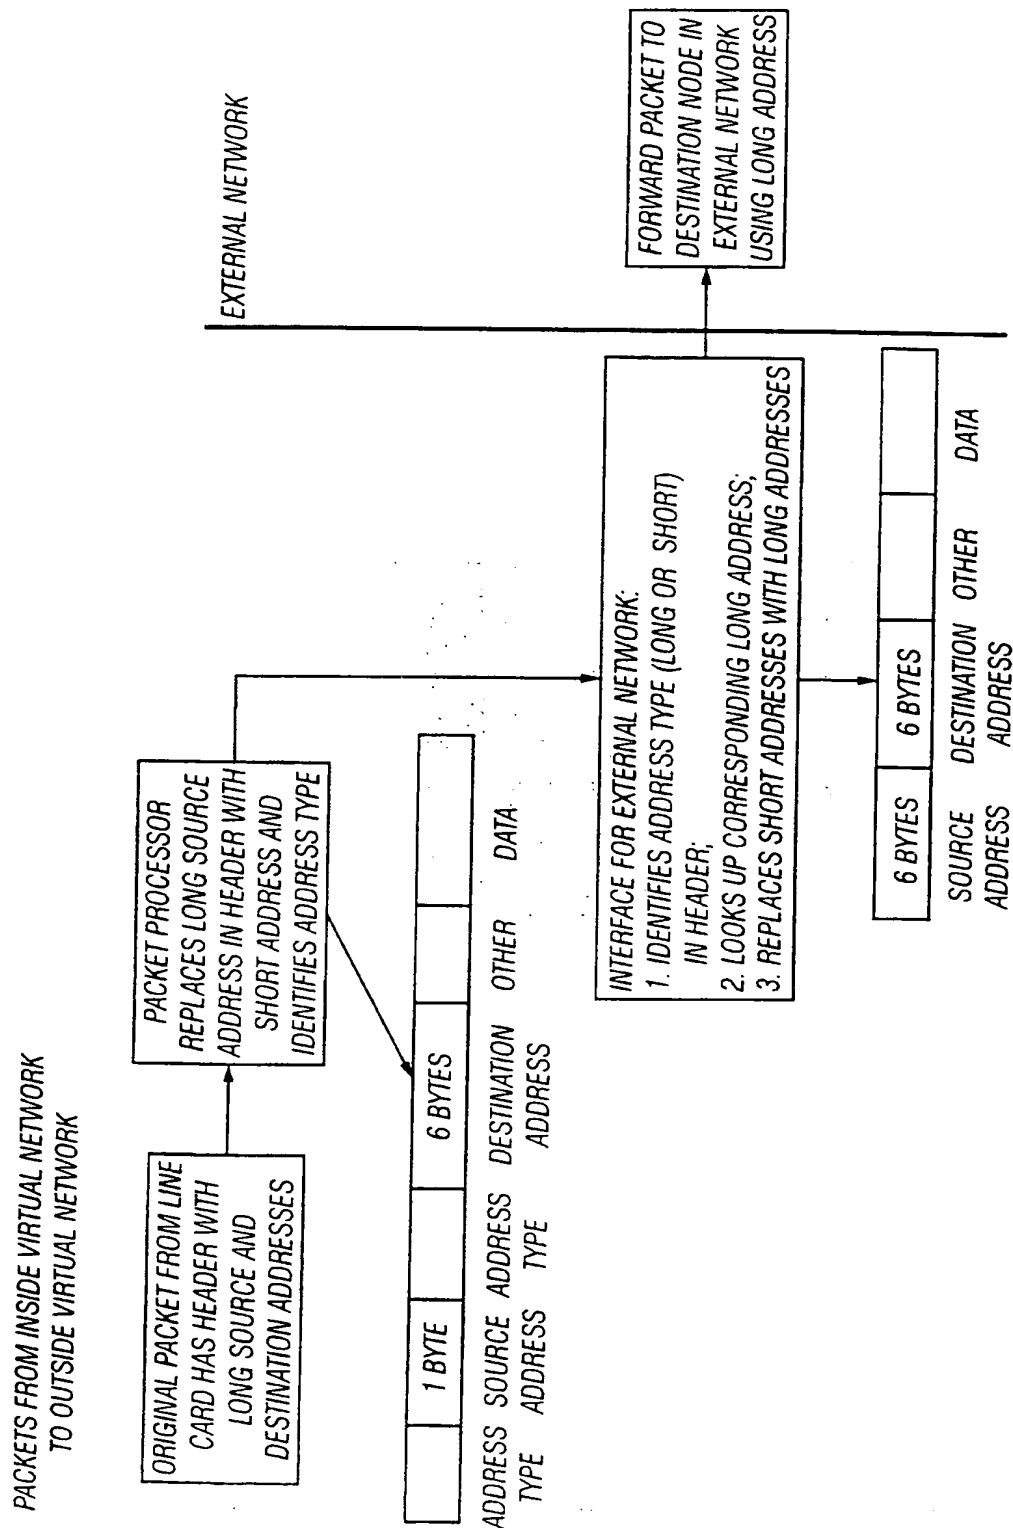 PACKETS FROM INSIDE VIRTUAL NETWORK
TO OUTSIDE VIRTUAL NETWORK
EXTERNAL NETWORK
ORIGINAL PACKET FROM LINE
CARD HAS HEADER WITH
LONG SOURCE AND
DESTINATION ADDRESSES
PACKET PROCESSOR
REPLACES LONG SOURCE
ADDRESS IN HEADER WITH
SHORT ADDRESS AND
IDENTIFIES ADDRESS TYPE
1 BYTE
6 BYTES
ADDRESS SOURCE ADDRESS DESTINATION OTHER DATA
TYPE ADDRESS TYPE ADDRESS
INTERFACE FOR EXTERNAL NETWORK:
1. IDENTIFIES ADDRESS TYPE (LONG OR SHORT)
IN HEADER;
2. LOOKS UP CORRESPONDING LONG ADDRESS;
3. REPLACES SHORT ADDRESSES WITH LONG ADDRESSES
FORWARD PACKET TO
DESTINATION NODE IN
EXTERNAL NETWORK
USING LONG ADDRESS
6 BYTES 6 BYTES
SOURCE DESTINATION OTHER DATA
ADDRESS ADDRESS